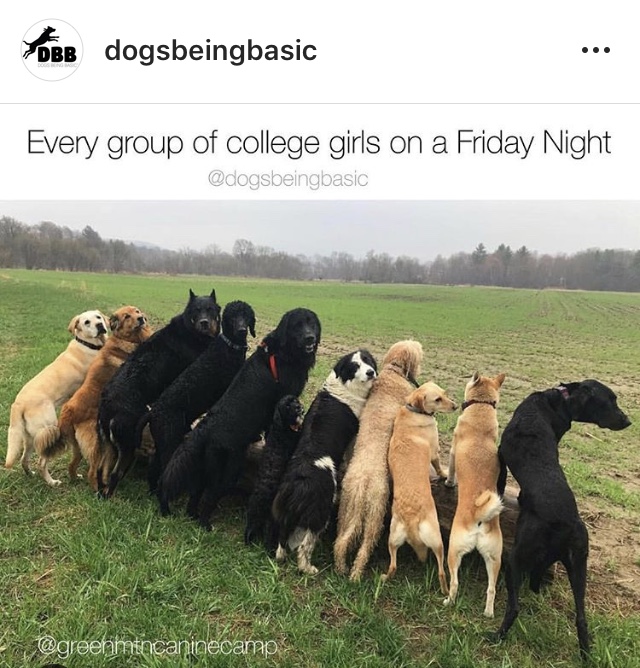 DBB
dogsbeingbasic
Every group of college girls on a Friday Night
@dogsbeingbasic
@greenmtncaninecamp